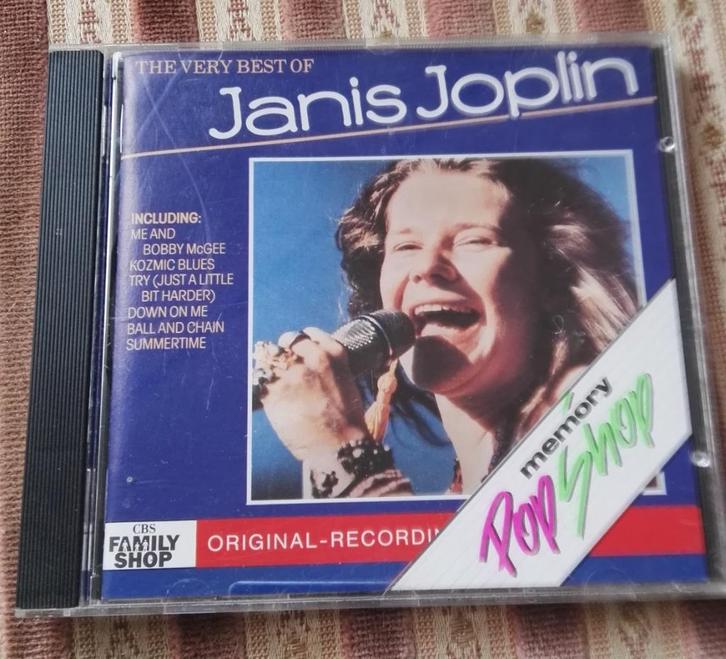 THE VERY BEST OF
Janis Joplin
INCLUDING:
ME AND
BOBBY McGEE
KOZMIC BLUES
TRY (JUST A LITTLE
BIT HARDER)
DOWN ON ME
BALL AND CHAIN
SUMMERTIME
memory
Pop Shop
CBS
FAMILY
SHOP
ORIGINAL-RECORDIN